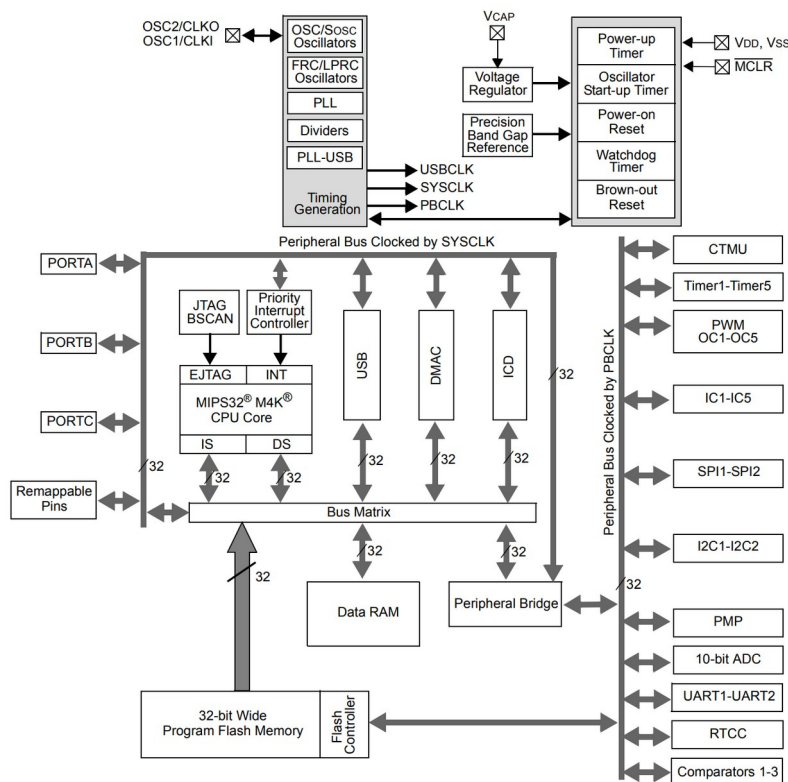 OSC2/CLKO
OSC1/CLKI
OSC/SOSC
Oscillators
FRC/LPRC
Oscillators
PLL
Dividers
PLL-USB
Timing
Generation
USBCLK
SYSCLK
PBCLK
VCAP
Voltage
Regulator
Precision
Band Gap
Reference
Power-up
Timer
Oscillator
Start-up Timer
Power-on
Reset
Watchdog
Timer
Brown-out
Reset
VDD, VSS
MCLR
Peripheral Bus Clocked by SYSCLK
PORTA
PORTB
PORTC
Remappable
Pins
32
JTAG
BSCAN
Priority
Interrupt
Controller
EJTAG
INT
MIPS32® M4K®
CPU Core
IS
DS
32
32
USB
32
DMAC
32
ICD
32
32
Bus Matrix
32
32
32
Data RAM
Peripheral Bridge
32-bit Wide
Program Flash Memory
Flash
Controller
Peripheral Bus Clocked by PBCLK
32
CTMU
Timer1-Timer5
PWM
OC1-OC5
IC1-IC5
SPI1-SPI2
I2C1-I2C2
PMP
10-bit ADC
UART1-UART2
RTCC
Comparators 1-3